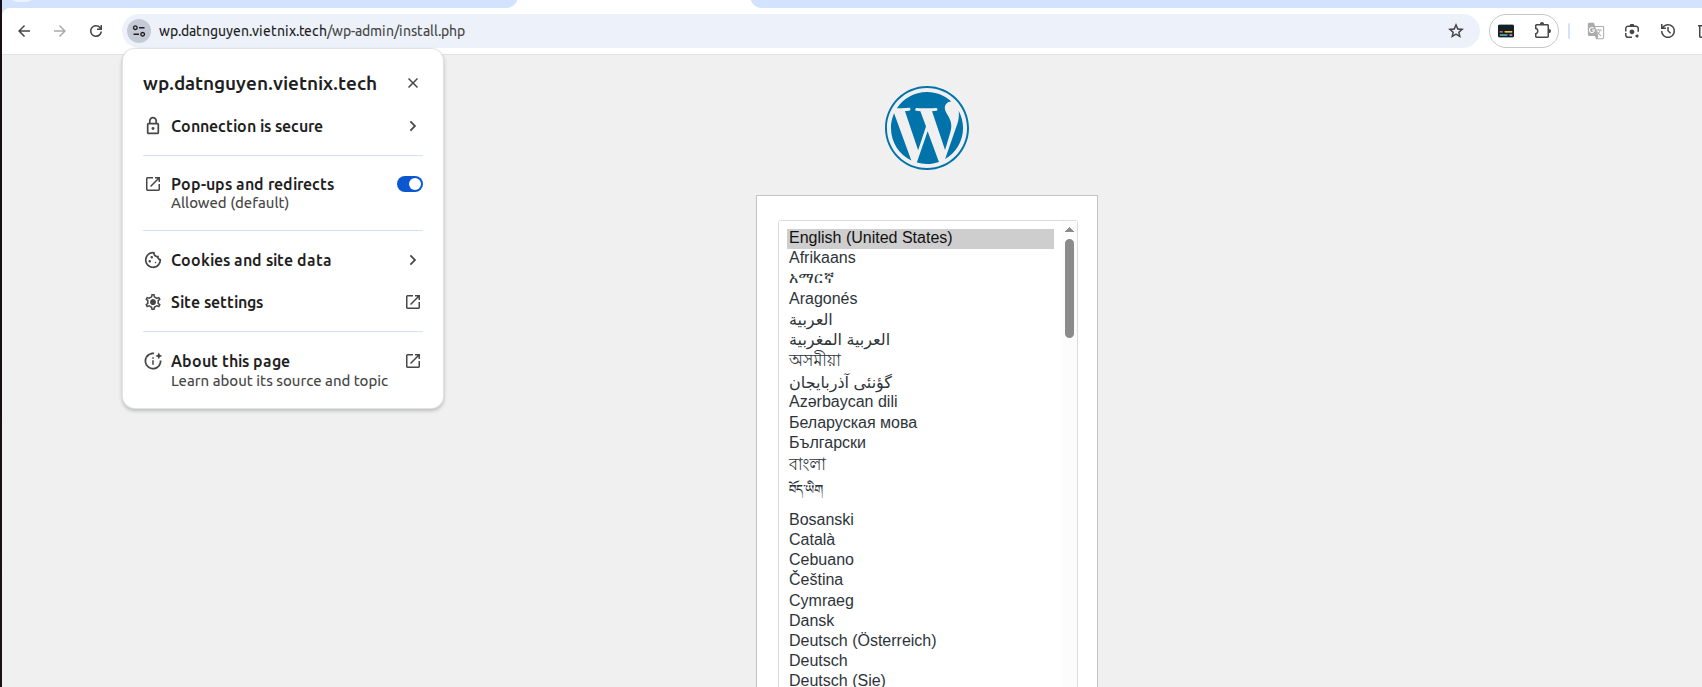 wp.datnguyen.vietnix.tech/wp-admin/install.php
wp.datnguyen.vietnix.tech
Connection is secure
Pop-ups and redirects
Allowed (default)
Cookies and site data
Site settings
About this page
Learn about its source and topic
English (United States)
Afrikaans
አማርኛ
Aragonés
العربية
العربية المغربية
অসমীয়া
گؤنئی آذربایجان
Azərbaycan dili
Беларуская мова
Български
বাংলা
བོད་ཡིག
Bosanski
Català
Cebuano
Čeština
Cymraeg
Dansk
Deutsch (Österreich)
Deutsch
Deutsch (Sie)